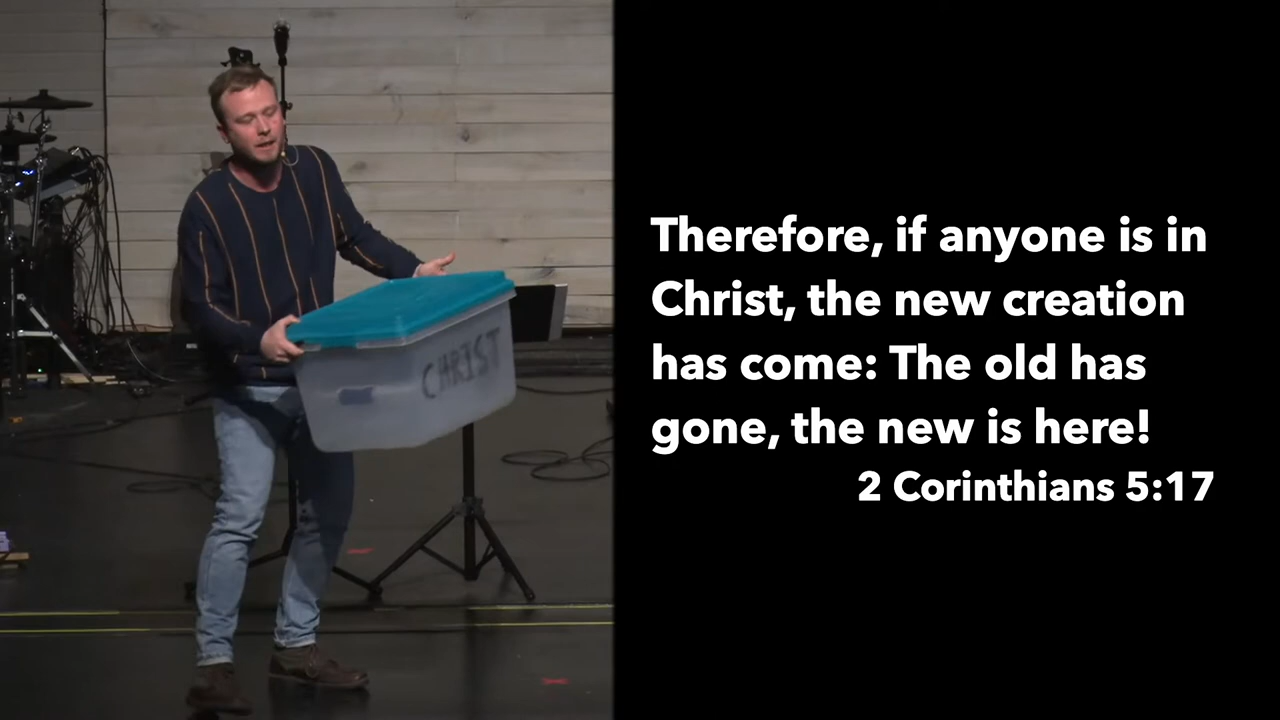 CHRIST
Therefore, if anyone is in
Christ, the new creation
has come: The old has
gone, the new is here!
2 Corinthians 5:17